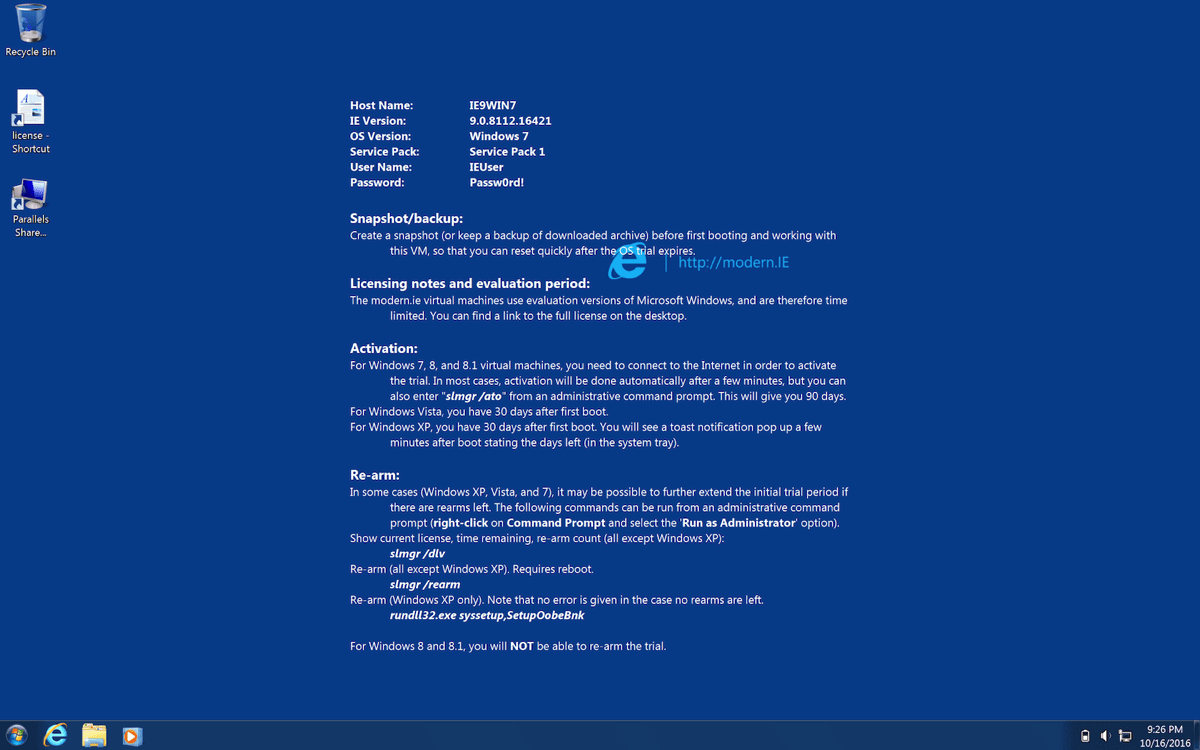 Recycle Bin
license -
Shortcut
Parallels
Share...
Host Name: IE9WIN7
IE Version: 9.0.8112.16421
OS Version: Windows 7
Service Pack: Service Pack 1
User Name: IEUser
Password: Passw0rd!
Snapshot/backup:
Create a snapshot (or keep a backup of downloaded archive) before first booting and working with
this VM, so that you can reset quickly after the OS trial expires.
http://modern.IE
Licensing notes and evaluation period:
The modern.ie virtual machines use evaluation versions of Microsoft Windows, and are therefore time
limited. You can find a link to the full license on the desktop.
Activation:
For Windows 7, 8, and 8.1 virtual machines, you need to connect to the Internet in order to activate
the trial. In most cases, activation will be done automatically after a few minutes, but you can
also enter "slmgr /ato" from an administrative command prompt. This will give you 90 days.
For Windows Vista, you have 30 days after first boot.
For Windows XP, you have 30 days after first boot. You will see a toast notification pop up a few
minutes after boot stating the days left (in the system tray).
Re-arm:
In some cases (Windows XP, Vista, and 7), it may be possible to further extend the initial trial period if
there are rearms left. The following commands can be run from an administrative command
prompt (right-click on Command Prompt and select the 'Run as Administrator' option).
Show current license, time remaining, re-arm count (all except Windows XP):
slmgr /dlv
Re-arm (all except Windows XP). Requires reboot.
slmgr /rearm
Re-arm (Windows XP only). Note that no error is given in the case no rearms are left.
rundll32.exe syssetup,SetupOobeBnk
For Windows 8 and 8.1, you will NOT be able to re-arm the trial.
9:26 PM
10/16/2016